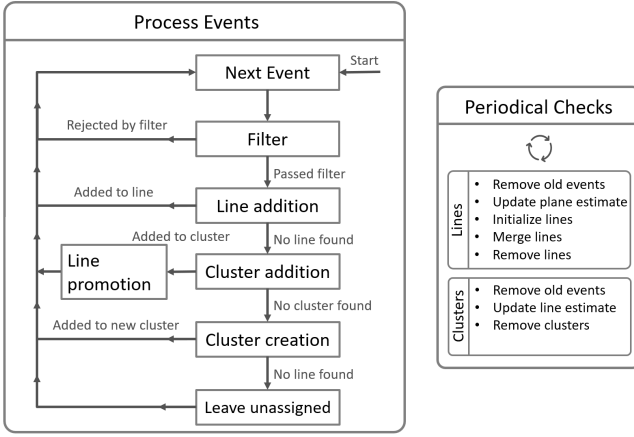 Process Events
Start
Next Event
Rejected by filter
Filter
Passed filter
Added to line
Line addition
Added to cluster
No line found
Line
promotion
Cluster addition
No cluster found
Added to new cluster
Cluster creation
No line found
Leave unassigned
Periodical Checks
Lines
• Remove old events
• Update plane estimate
• Initialize lines
• Merge lines
• Remove lines
Clusters
• Remove old events
• Update line estimate
• Remove clusters